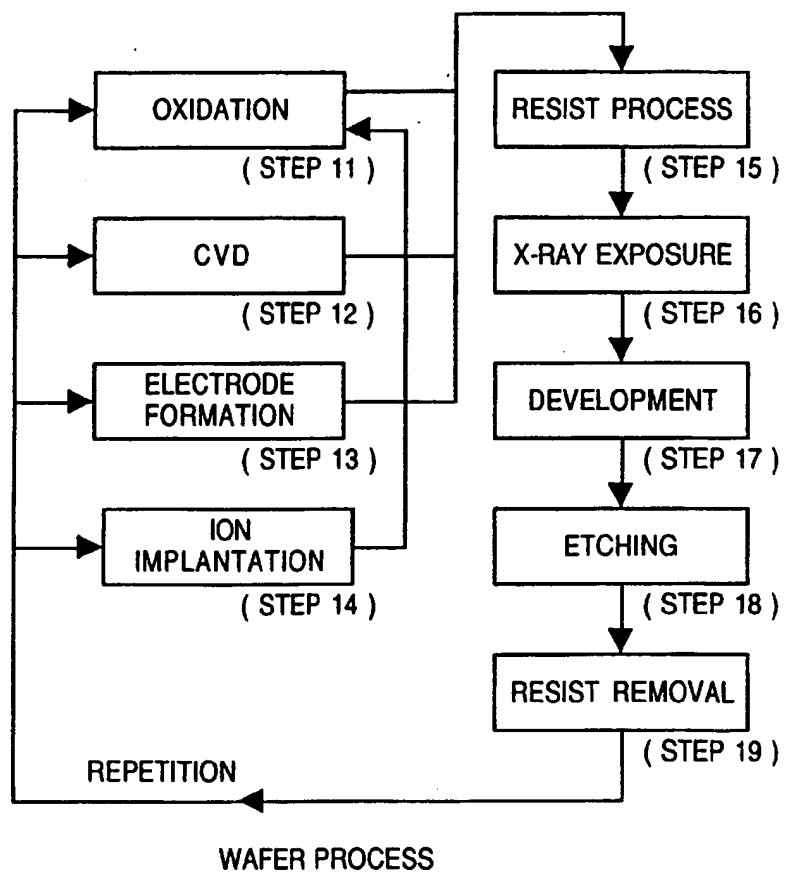 OXIDATION
( STEP 11 )
CVD
( STEP 12 )
ELECTRODE
FORMATION
( STEP 13 )
ION
IMPLANTATION
( STEP 14 )
RESIST PROCESS
( STEP 15 )
X-RAY EXPOSURE
( STEP 16 )
DEVELOPMENT
( STEP 17 )
ETCHING
( STEP 18 )
RESIST REMOVAL
( STEP 19 )
REPETITION
WAFER PROCESS